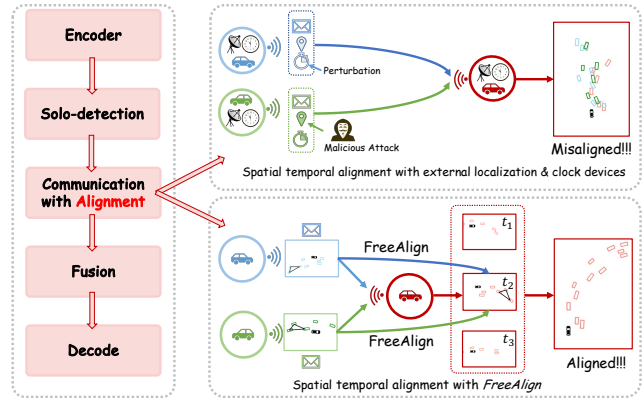 Encoder
Solo-detection
Communication
with Alignment
Fusion
Decode
Perturbation
Malicious Attack
Misaligned!!!
Spatial temporal alignment with external localization & clock devices
FreeAlign
FreeAlign
t₁
t₂
t₃
Aligned!!!
Spatial temporal alignment with FreeAlign